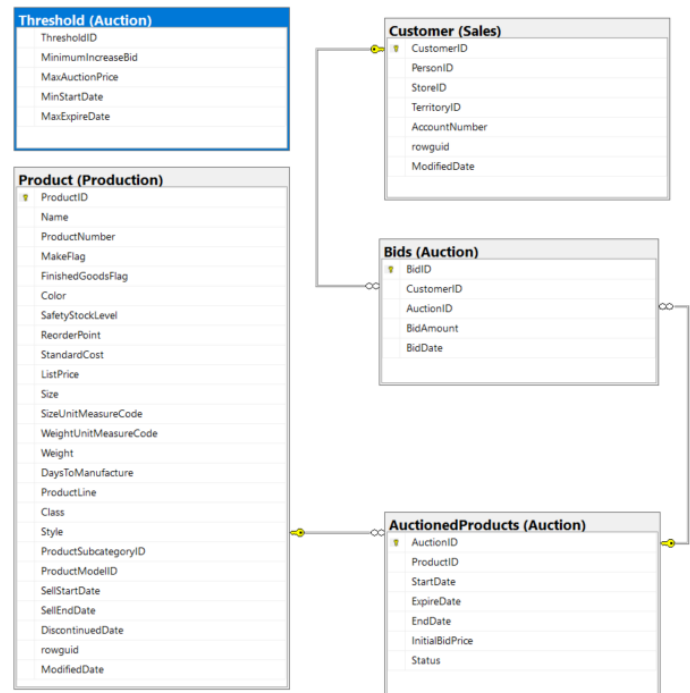 Threshold (Auction)
ThresholdID
MinimumIncreaseBid
MaxAuctionPrice
MinStartDate
MaxExpireDate
Customer (Sales)
CustomerID
PersonID
StoreID
TerritoryID
AccountNumber
rowguid
ModifiedDate
Product (Production)
ProductID
Name
ProductNumber
MakeFlag
FinishedGoodsFlag
Color
SafetyStockLevel
ReorderPoint
StandardCost
ListPrice
Size
SizeUnitMeasureCode
WeightUnitMeasureCode
Weight
DaysToManufacture
ProductLine
Class
Style
ProductSubcategoryID
ProductModelID
SellStartDate
SellEndDate
DiscontinuedDate
rowguid
ModifiedDate
Bids (Auction)
BidID
CustomerID
AuctionID
BidAmount
BidDate
AuctionedProducts (Auction)
AuctionID
ProductID
StartDate
ExpireDate
EndDate
InitialBidPrice
Status